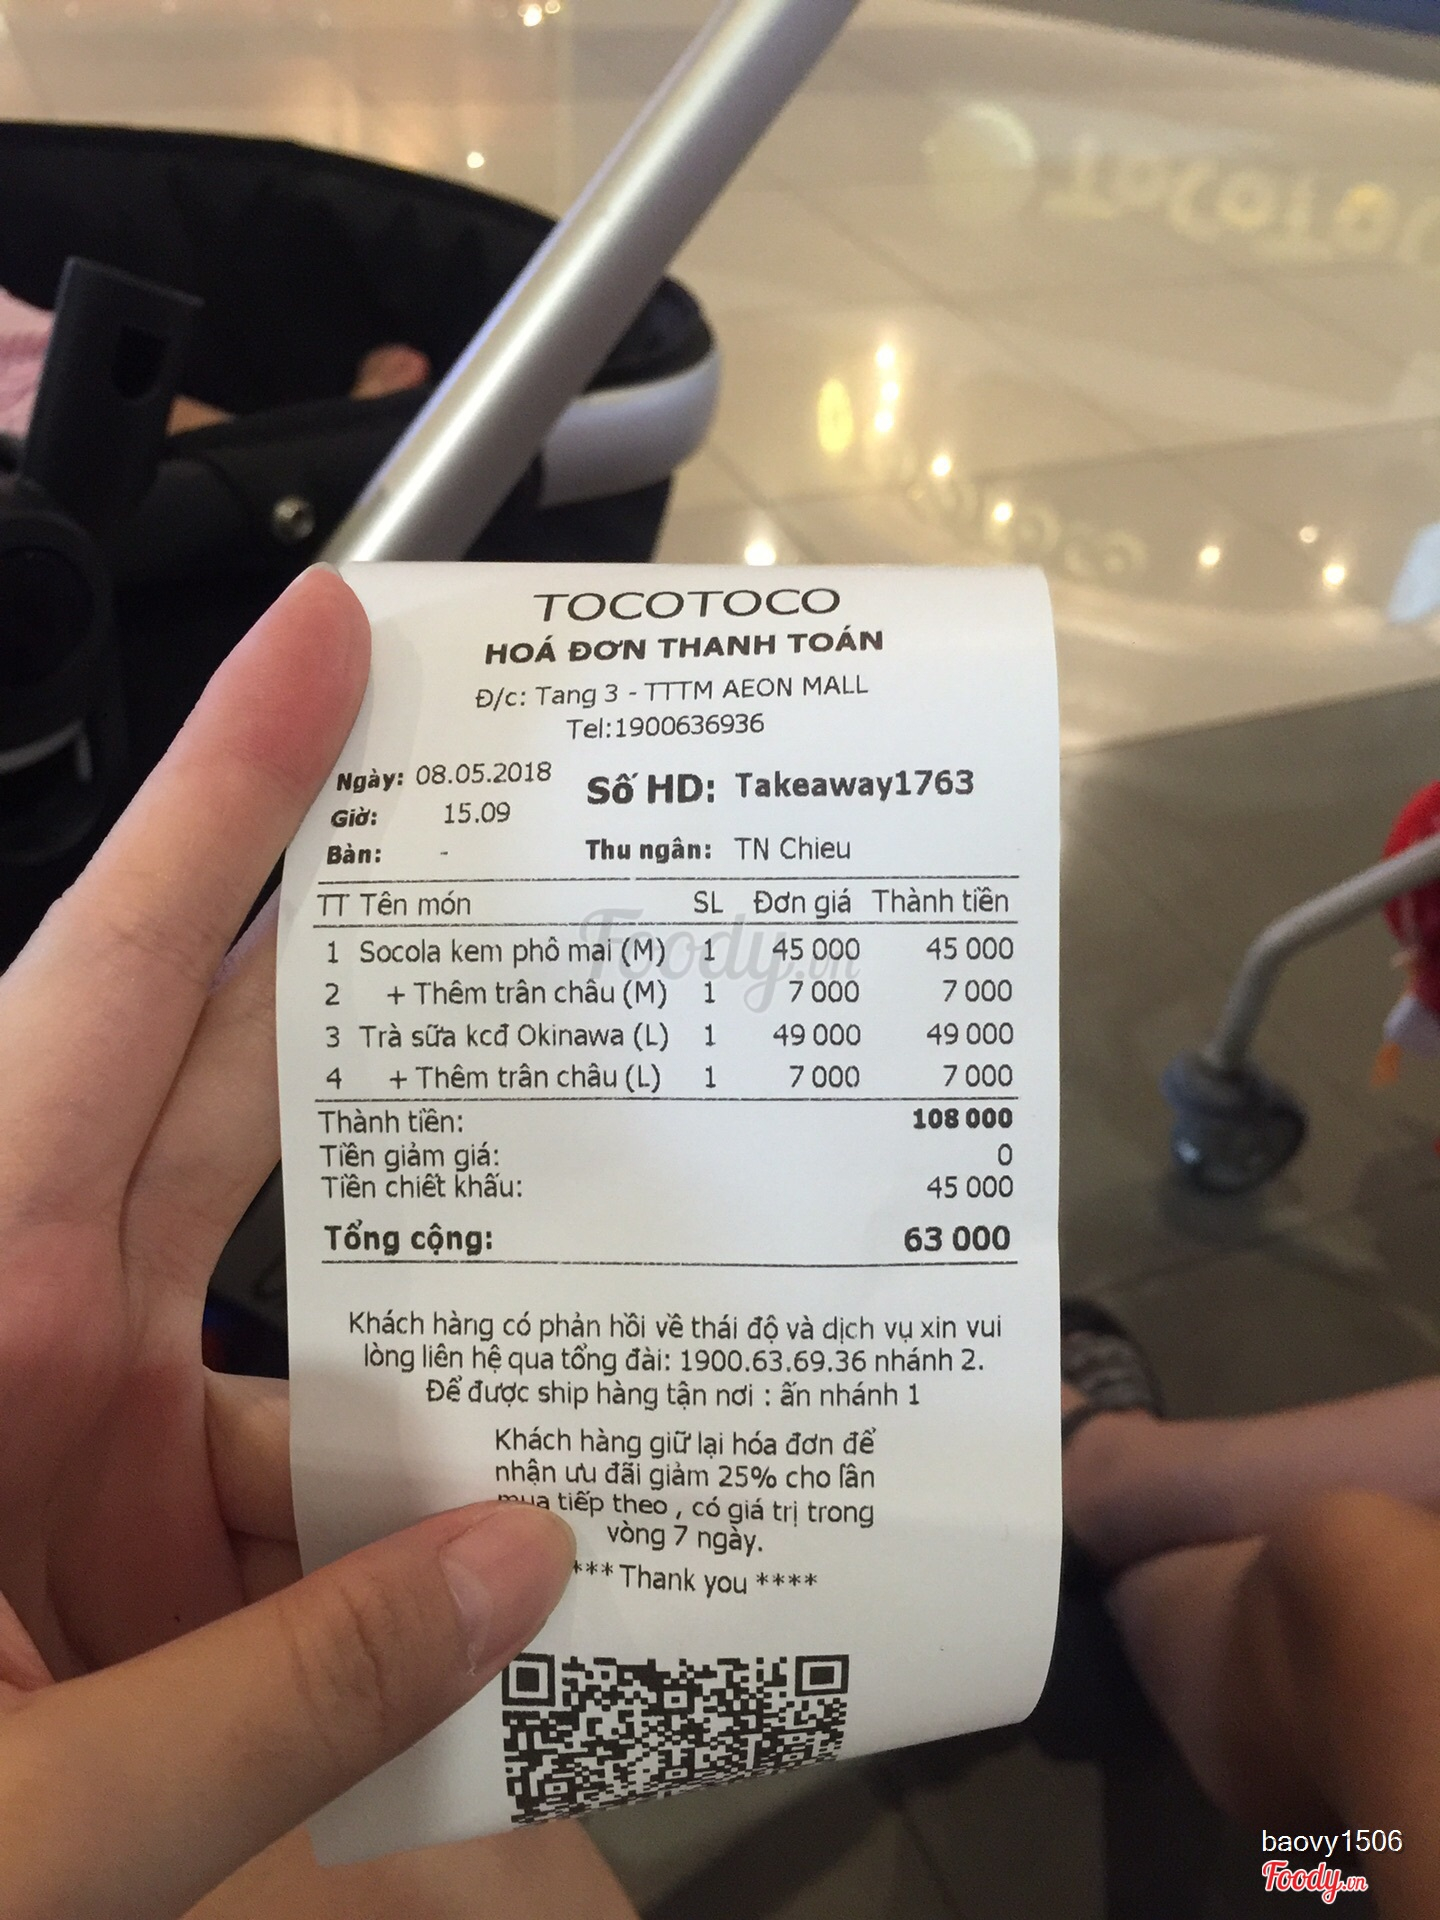 TOCOTOCO
HOÁ ĐƠN THANH TOÁN
Đ/c: Tang 3 - TTTM AEON MALL
Tel:1900636936
Ngày: 08.05.2018 Số HD: Takeaway1763
Giờ: 15.09
Bàn: - Thu ngân: TN Chieu
TT Tên món SL Đơn giá Thành tiền
1 Socola kem phô mai (M) 1 45 000 45 000
2 + Thêm trân châu (M) 1 7 000 7 000
3 Trà sữa kcđ Okinawa (L) 1 49 000 49 000
4 + Thêm trân châu (L) 1 7 000 7 000
Thành tiền: 108 000
Tiền giảm giá: 0
Tiền chiết khấu: 45 000
Tổng cộng: 63 000
Khách hàng có phản hồi về thái độ và dịch vụ xin vui
lòng liên hệ qua tổng đài: 1900.63.69.36 nhánh 2.
Để được ship hàng tận nơi : ấn nhánh 1
Khách hàng giữ lại hóa đơn để
nhận ưu đãi giảm 25% cho lần
mua tiếp theo , có giá trị trong
vòng 7 ngày.
*** Thank you ****
Foody.vn
baovy1506
Foody.vn